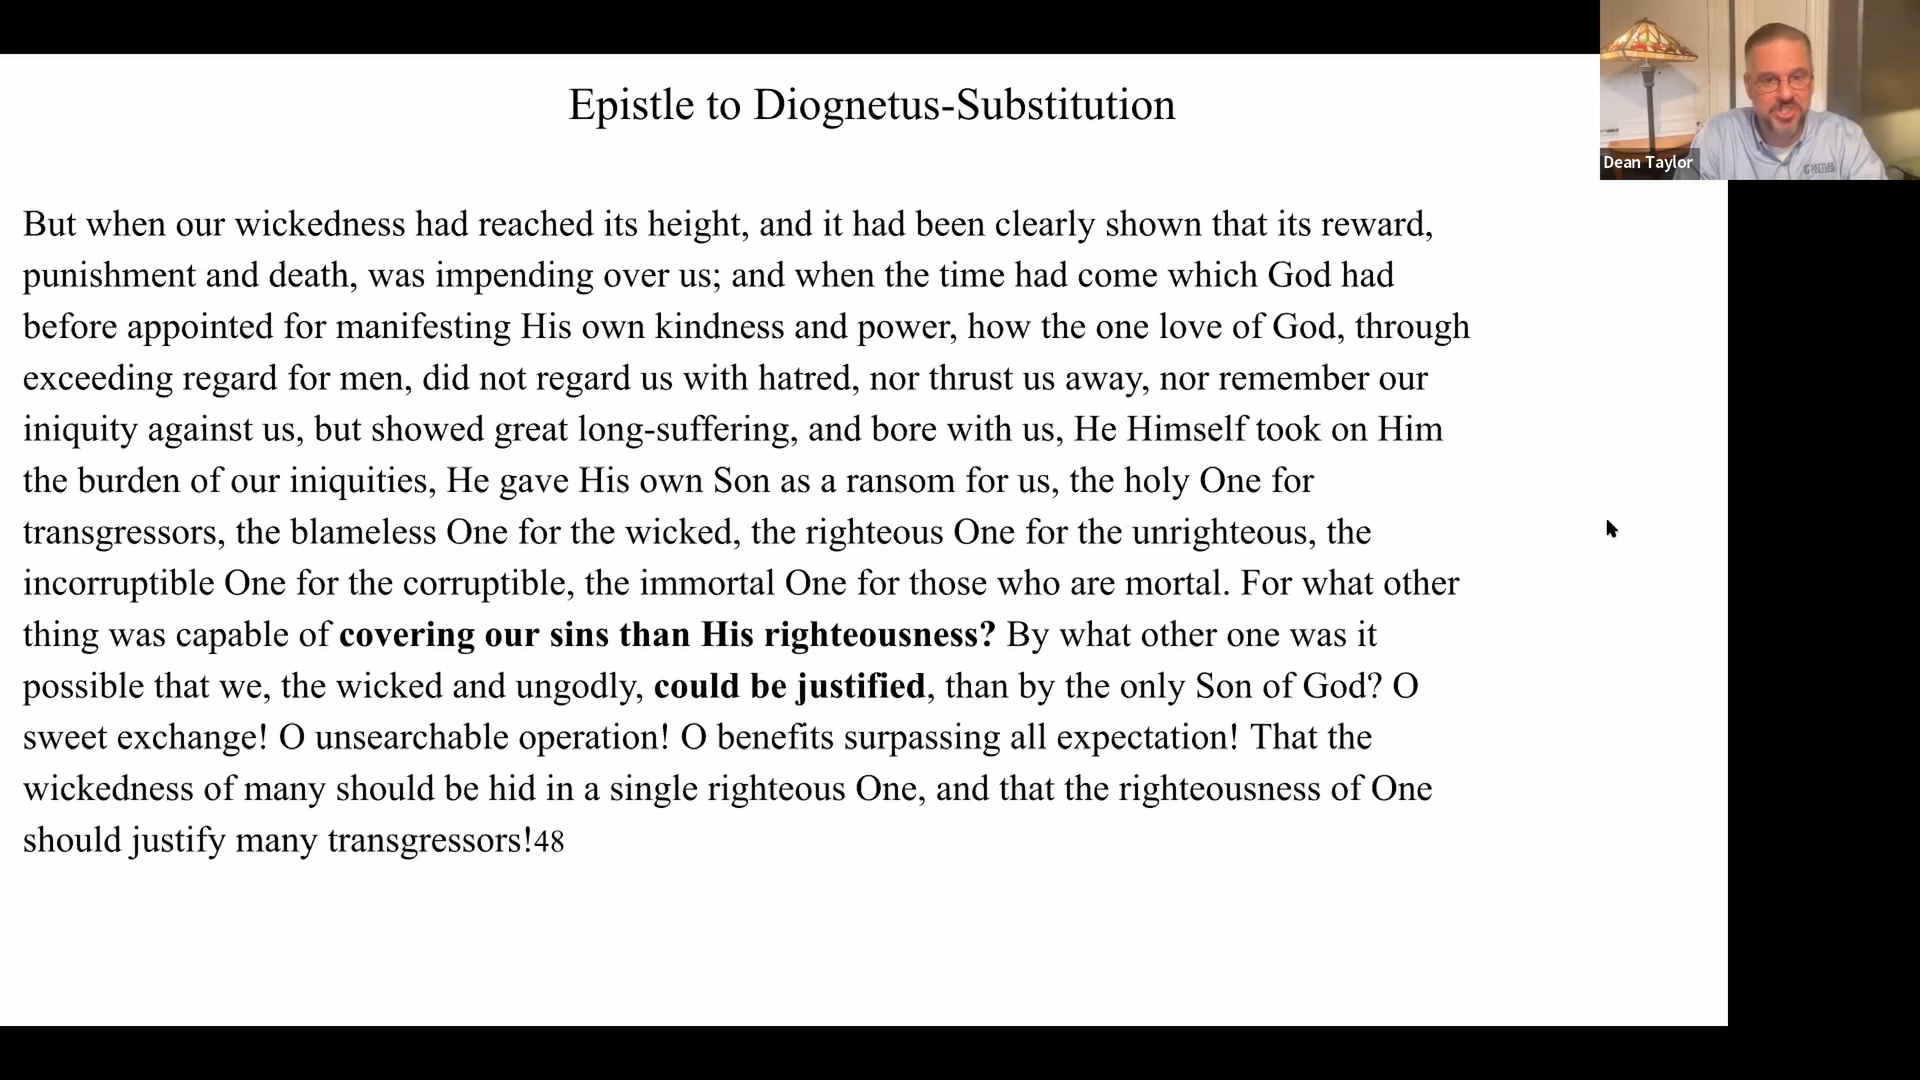 Epistle to Diognetus-Substitution
Dean Taylor
But when our wickedness had reached its height, and it had been clearly shown that its reward,
punishment and death, was impending over us; and when the time had come which God had
before appointed for manifesting His own kindness and power, how the one love of God, through
exceeding regard for men, did not regard us with hatred, nor thrust us away, nor remember our
iniquity against us, but showed great long-suffering, and bore with us, He Himself took on Him
the burden of our iniquities, He gave His own Son as a ransom for us, the holy One for
transgressors, the blameless One for the wicked, the righteous One for the unrighteous, the
incorruptible One for the corruptible, the immortal One for those who are mortal. For what other
thing was capable of covering our sins than His righteousness? By what other one was it
possible that we, the wicked and ungodly, could be justified, than by the only Son of God? O
sweet exchange! O unsearchable operation! O benefits surpassing all expectation! That the
wickedness of many should be hid in a single righteous One, and that the righteousness of One
should justify many transgressors!48